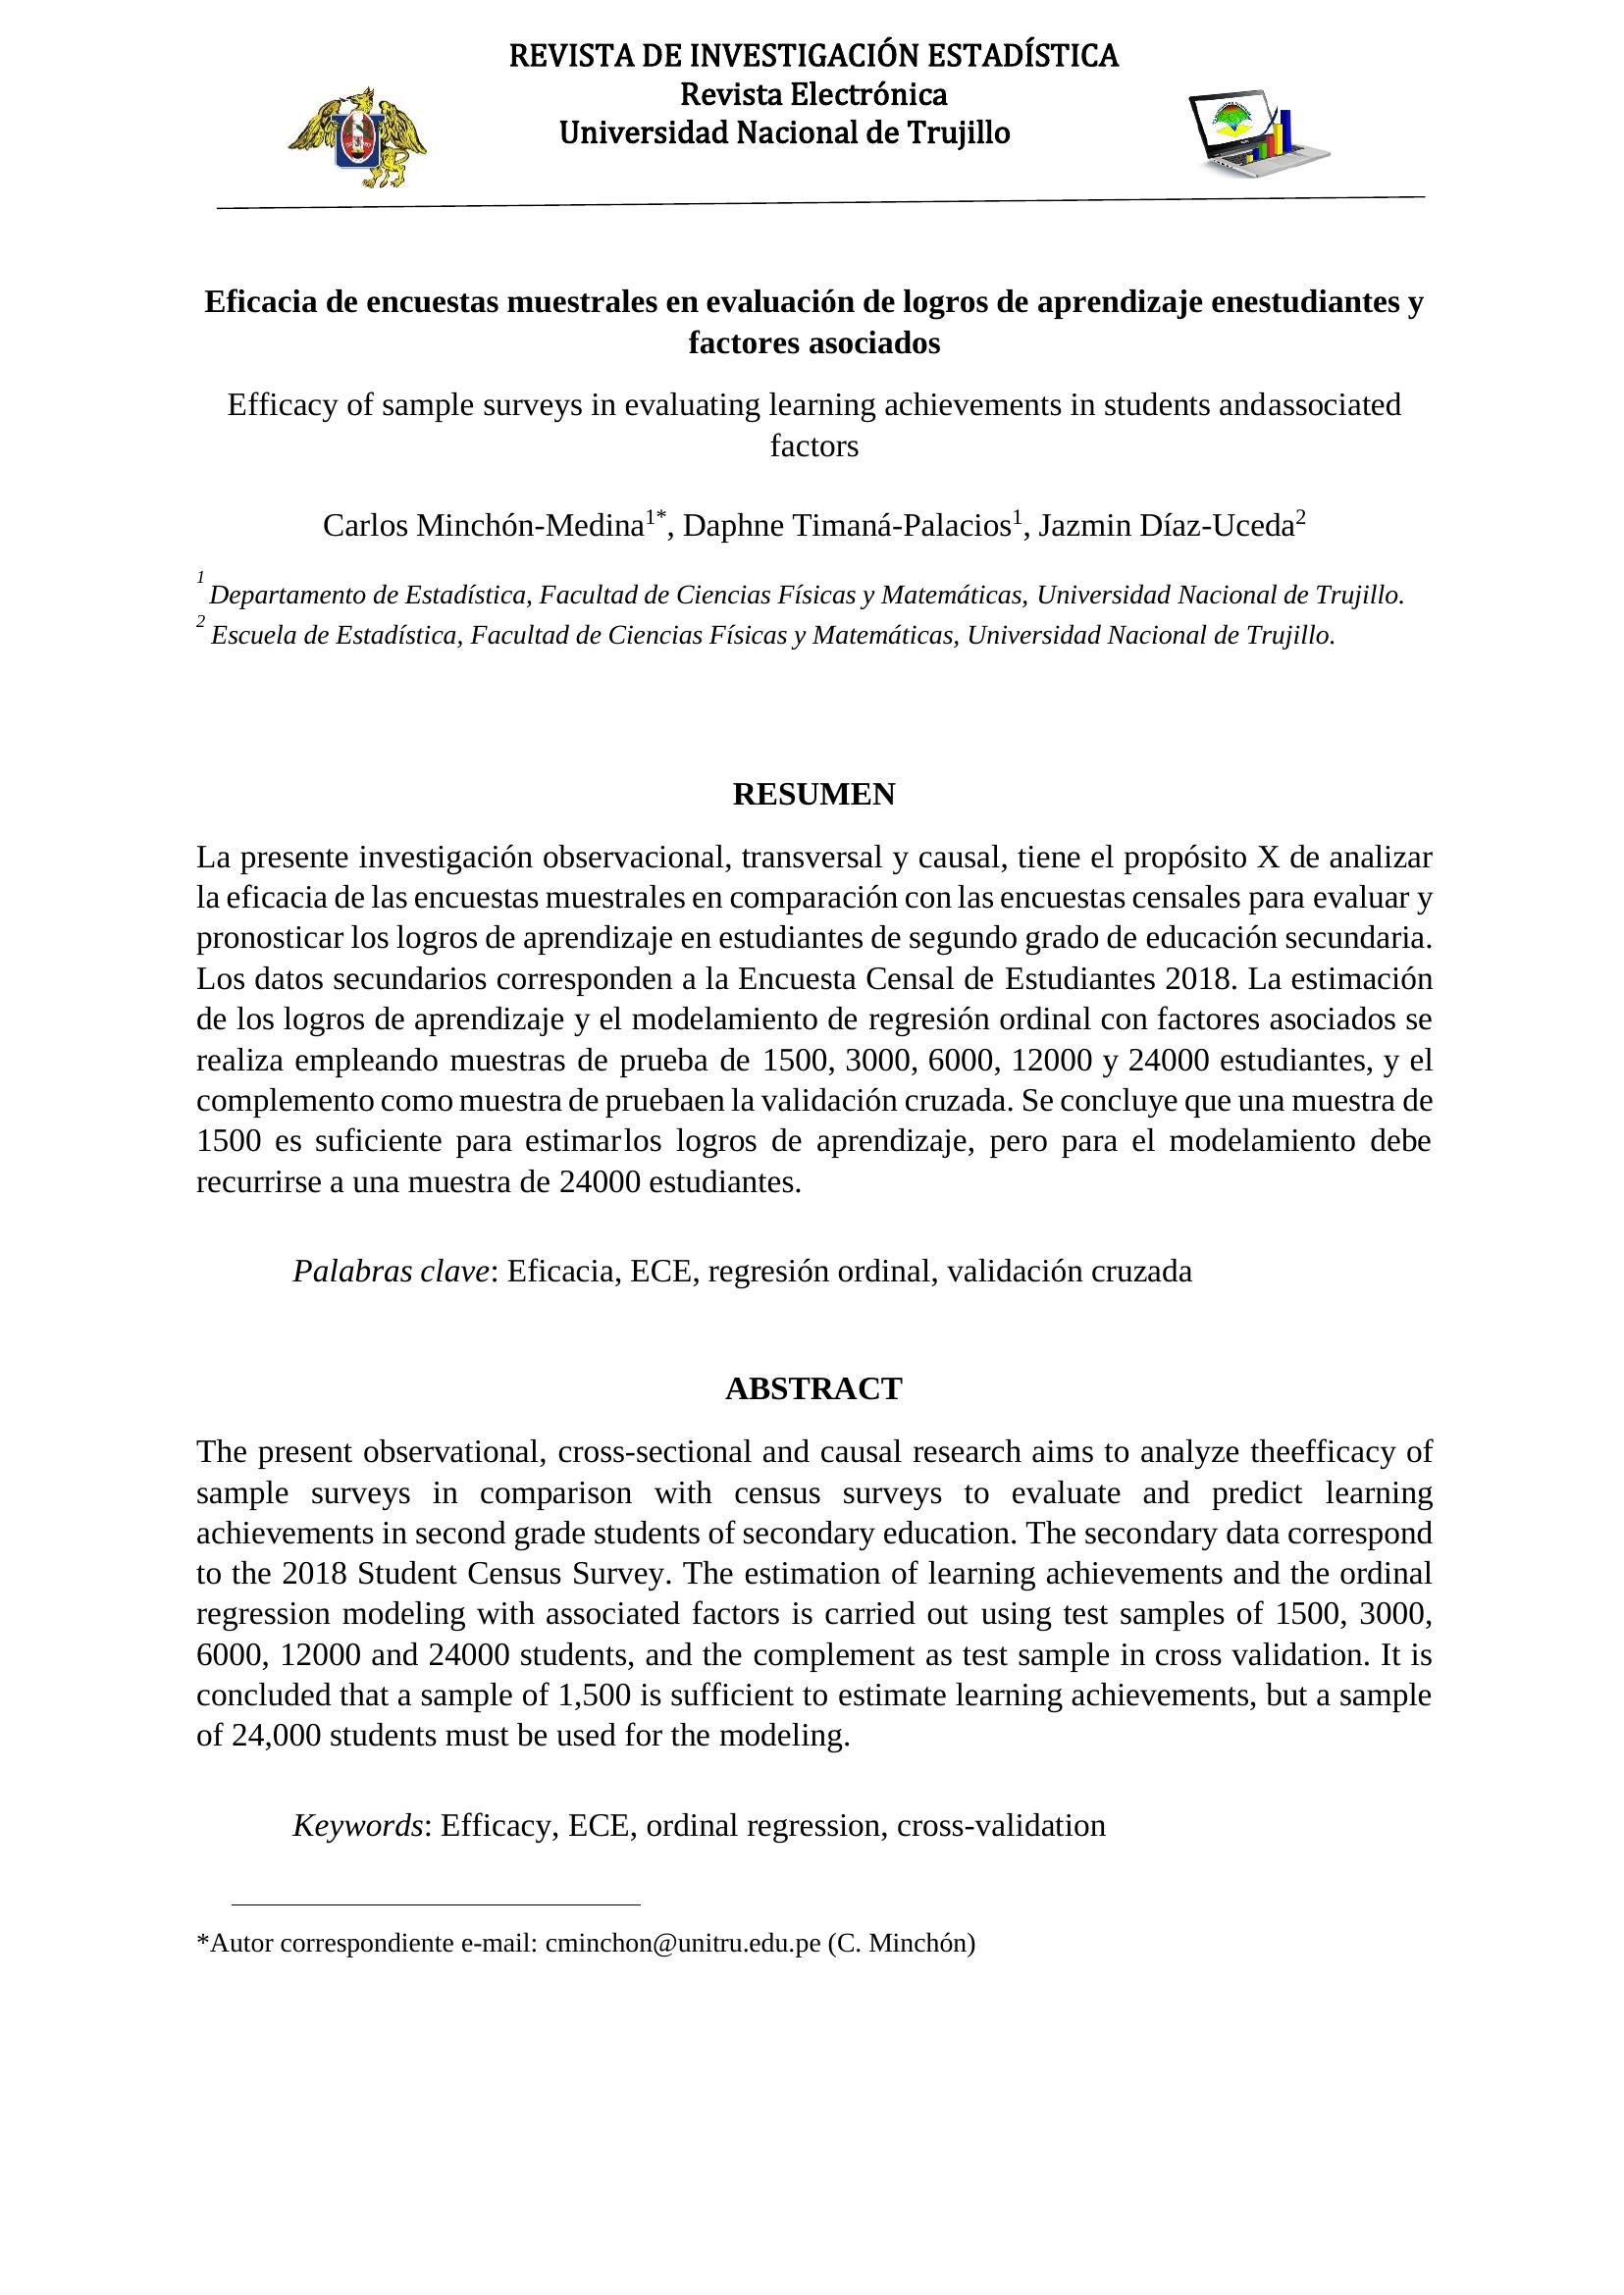 REVISTA DE INVESTIGACIÓN ESTADÍSTICA
Revista Electrónica
Universidad Nacional de Trujillo
Eficacia de encuestas muestrales en evaluación de logros de aprendizaje enestudiantes y
factores asociados
Efficacy of sample surveys in evaluating learning achievements in students andassociated
factors
Carlos Minchón-Medina1*, Daphne Timaná-Palacios1, Jazmin Díaz-Uceda2
1 Departamento de Estadística, Facultad de Ciencias Físicas y Matemáticas, Universidad Nacional de Trujillo.
2 Escuela de Estadística, Facultad de Ciencias Físicas y Matemáticas, Universidad Nacional de Trujillo.
RESUMEN
La presente investigación observacional, transversal y causal, tiene el propósito X de analizar
la eficacia de las encuestas muestrales en comparación con las encuestas censales para evaluar y
pronosticar los logros de aprendizaje en estudiantes de segundo grado de educación secundaria.
Los datos secundarios corresponden a la Encuesta Censal de Estudiantes 2018. La estimación
de los logros de aprendizaje y el modelamiento de regresión ordinal con factores asociados se
realiza empleando muestras de prueba de 1500, 3000, 6000, 12000 y 24000 estudiantes, y el
complemento como muestra de pruebaen la validación cruzada. Se concluye que una muestra de
1500 es suficiente para estimarlos logros de aprendizaje, pero para el modelamiento debe
recurrirse a una muestra de 24000 estudiantes.
Palabras clave: Eficacia, ECE, regresión ordinal, validación cruzada
ABSTRACT
The present observational, cross-sectional and causal research aims to analyze theefficacy of
sample surveys in comparison with census surveys to evaluate and predict learning
achievements in second grade students of secondary education. The secondary data correspond
to the 2018 Student Census Survey. The estimation of learning achievements and the ordinal
regression modeling with associated factors is carried out using test samples of 1500, 3000,
6000, 12000 and 24000 students, and the complement as test sample in cross validation. It is
concluded that a sample of 1,500 is sufficient to estimate learning achievements, but a sample
of 24,000 students must be used for the modeling.
Keywords: Efficacy, ECE, ordinal regression, cross-validation
*Autor correspondiente e-mail: cminchon@unitru.edu.pe (C. Minchón)